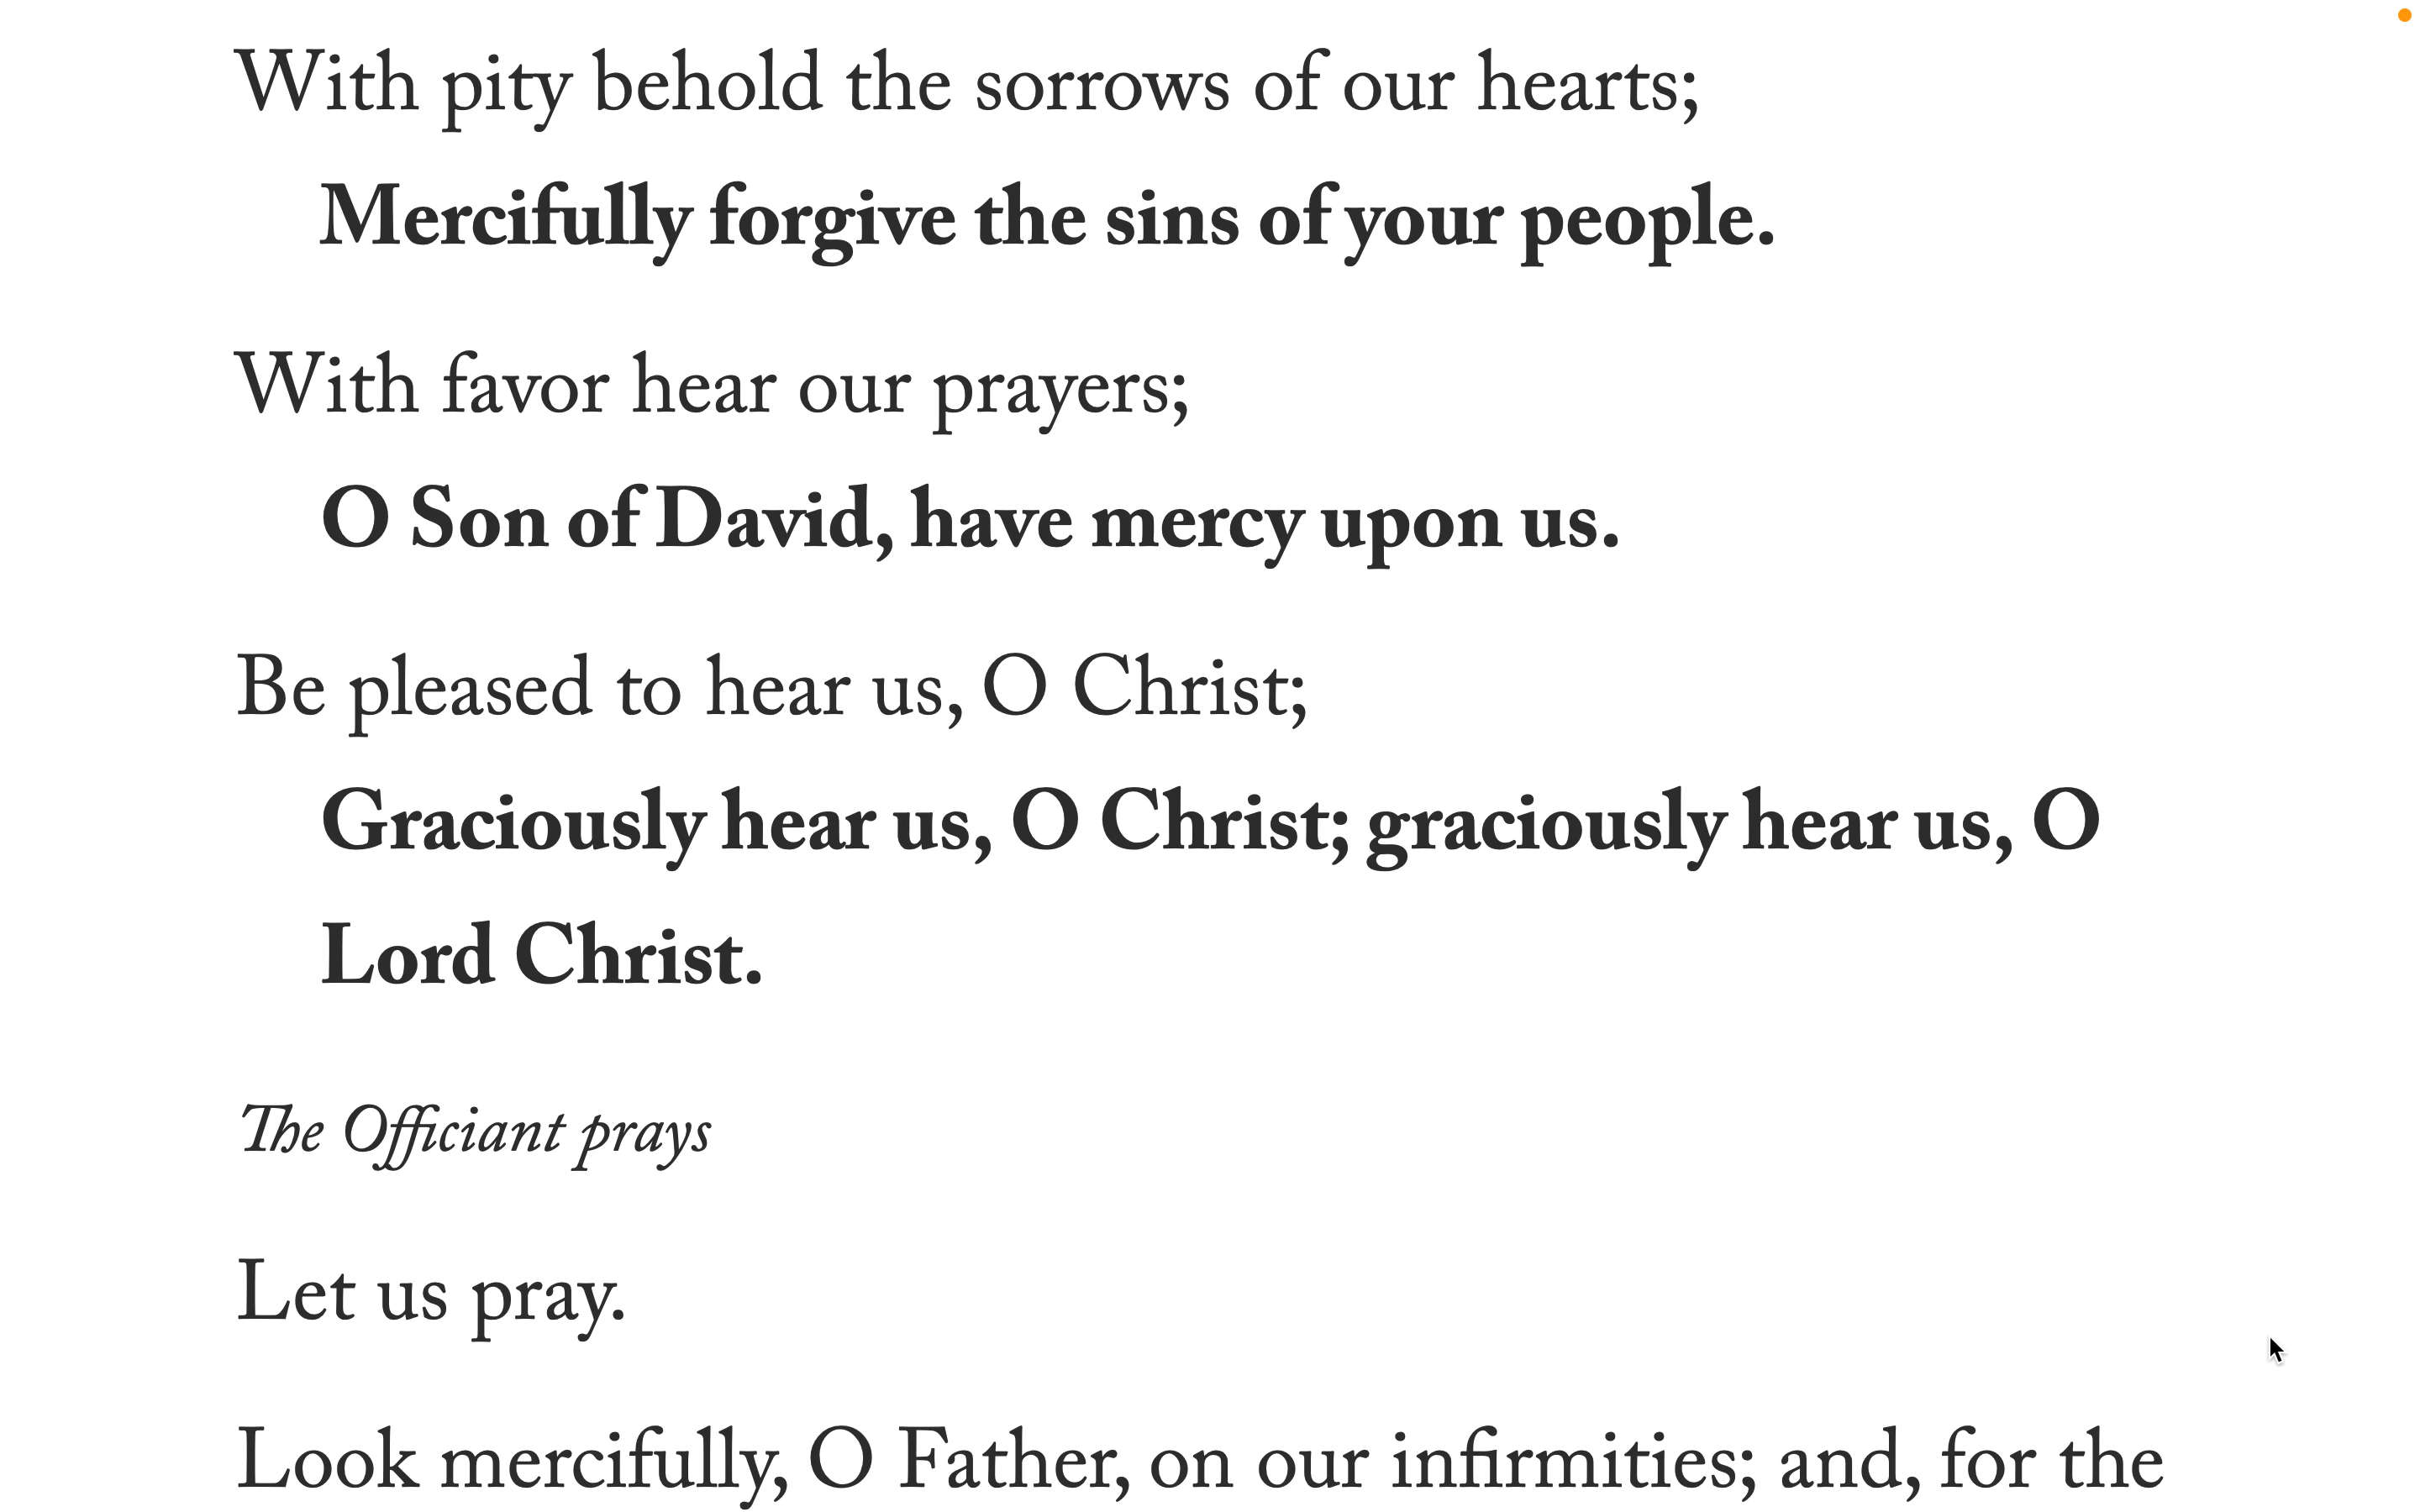 With pity behold the sorrows of our hearts;
Mercifully forgive the sins of your people.
With favor hear our prayers;
O Son of David, have mercy upon us.
Be pleased to hear us, O Christ;
Graciously hear us, O Christ; graciously hear us, O
Lord Christ.
The Officiant prays
Let us pray.
Look mercifully, O Father, on our infirmities; and, for the